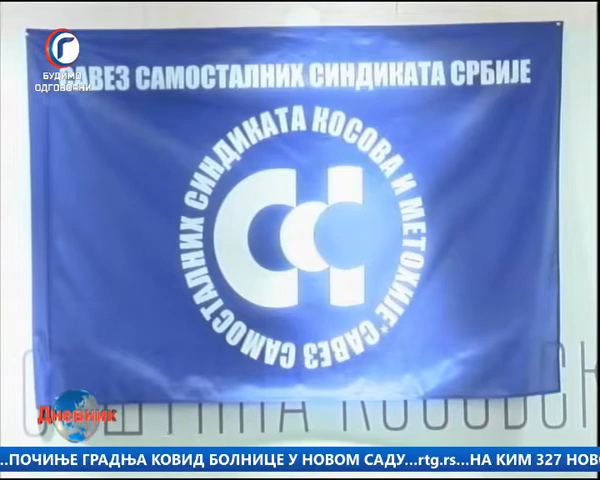 БУДИМО
ОДГОВОРНИ
САВЕЗ САМОСТАЛНИХ СИНДИКАТА СРБИЈЕ
САВЕЗ САМОСТАЛНИХ СИНДИКАТА КОСОВА И МЕТОХИЈЕ*
Дневник
...ПОЧИЊЕ ГРАДЊА КОВИД БОЛНИЦЕ У НОВОМ САДУ...rtg.rs...НА КИМ 327 НОВО